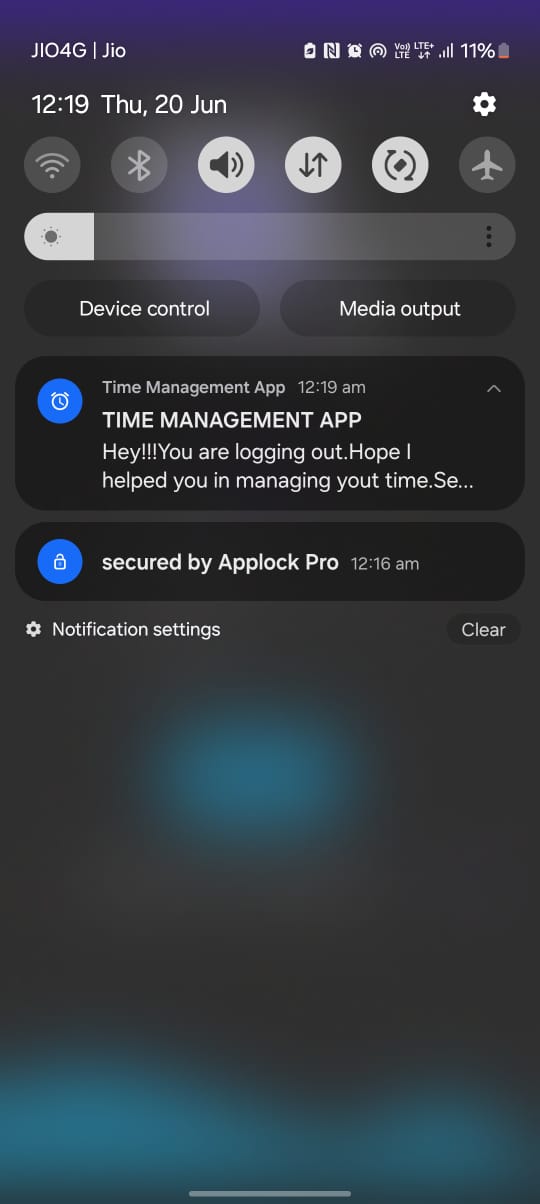 JIO4G | Jio
Vo)) LTE LTE+ 11%
12:19 Thu, 20 Jun
Device control
Media output
Time Management App 12:19 am
TIME MANAGEMENT APP
Hey!!!You are logging out.Hope I
helped you in managing yout time.Se...
secured by Applock Pro 12:16 am
Notification settings
Clear